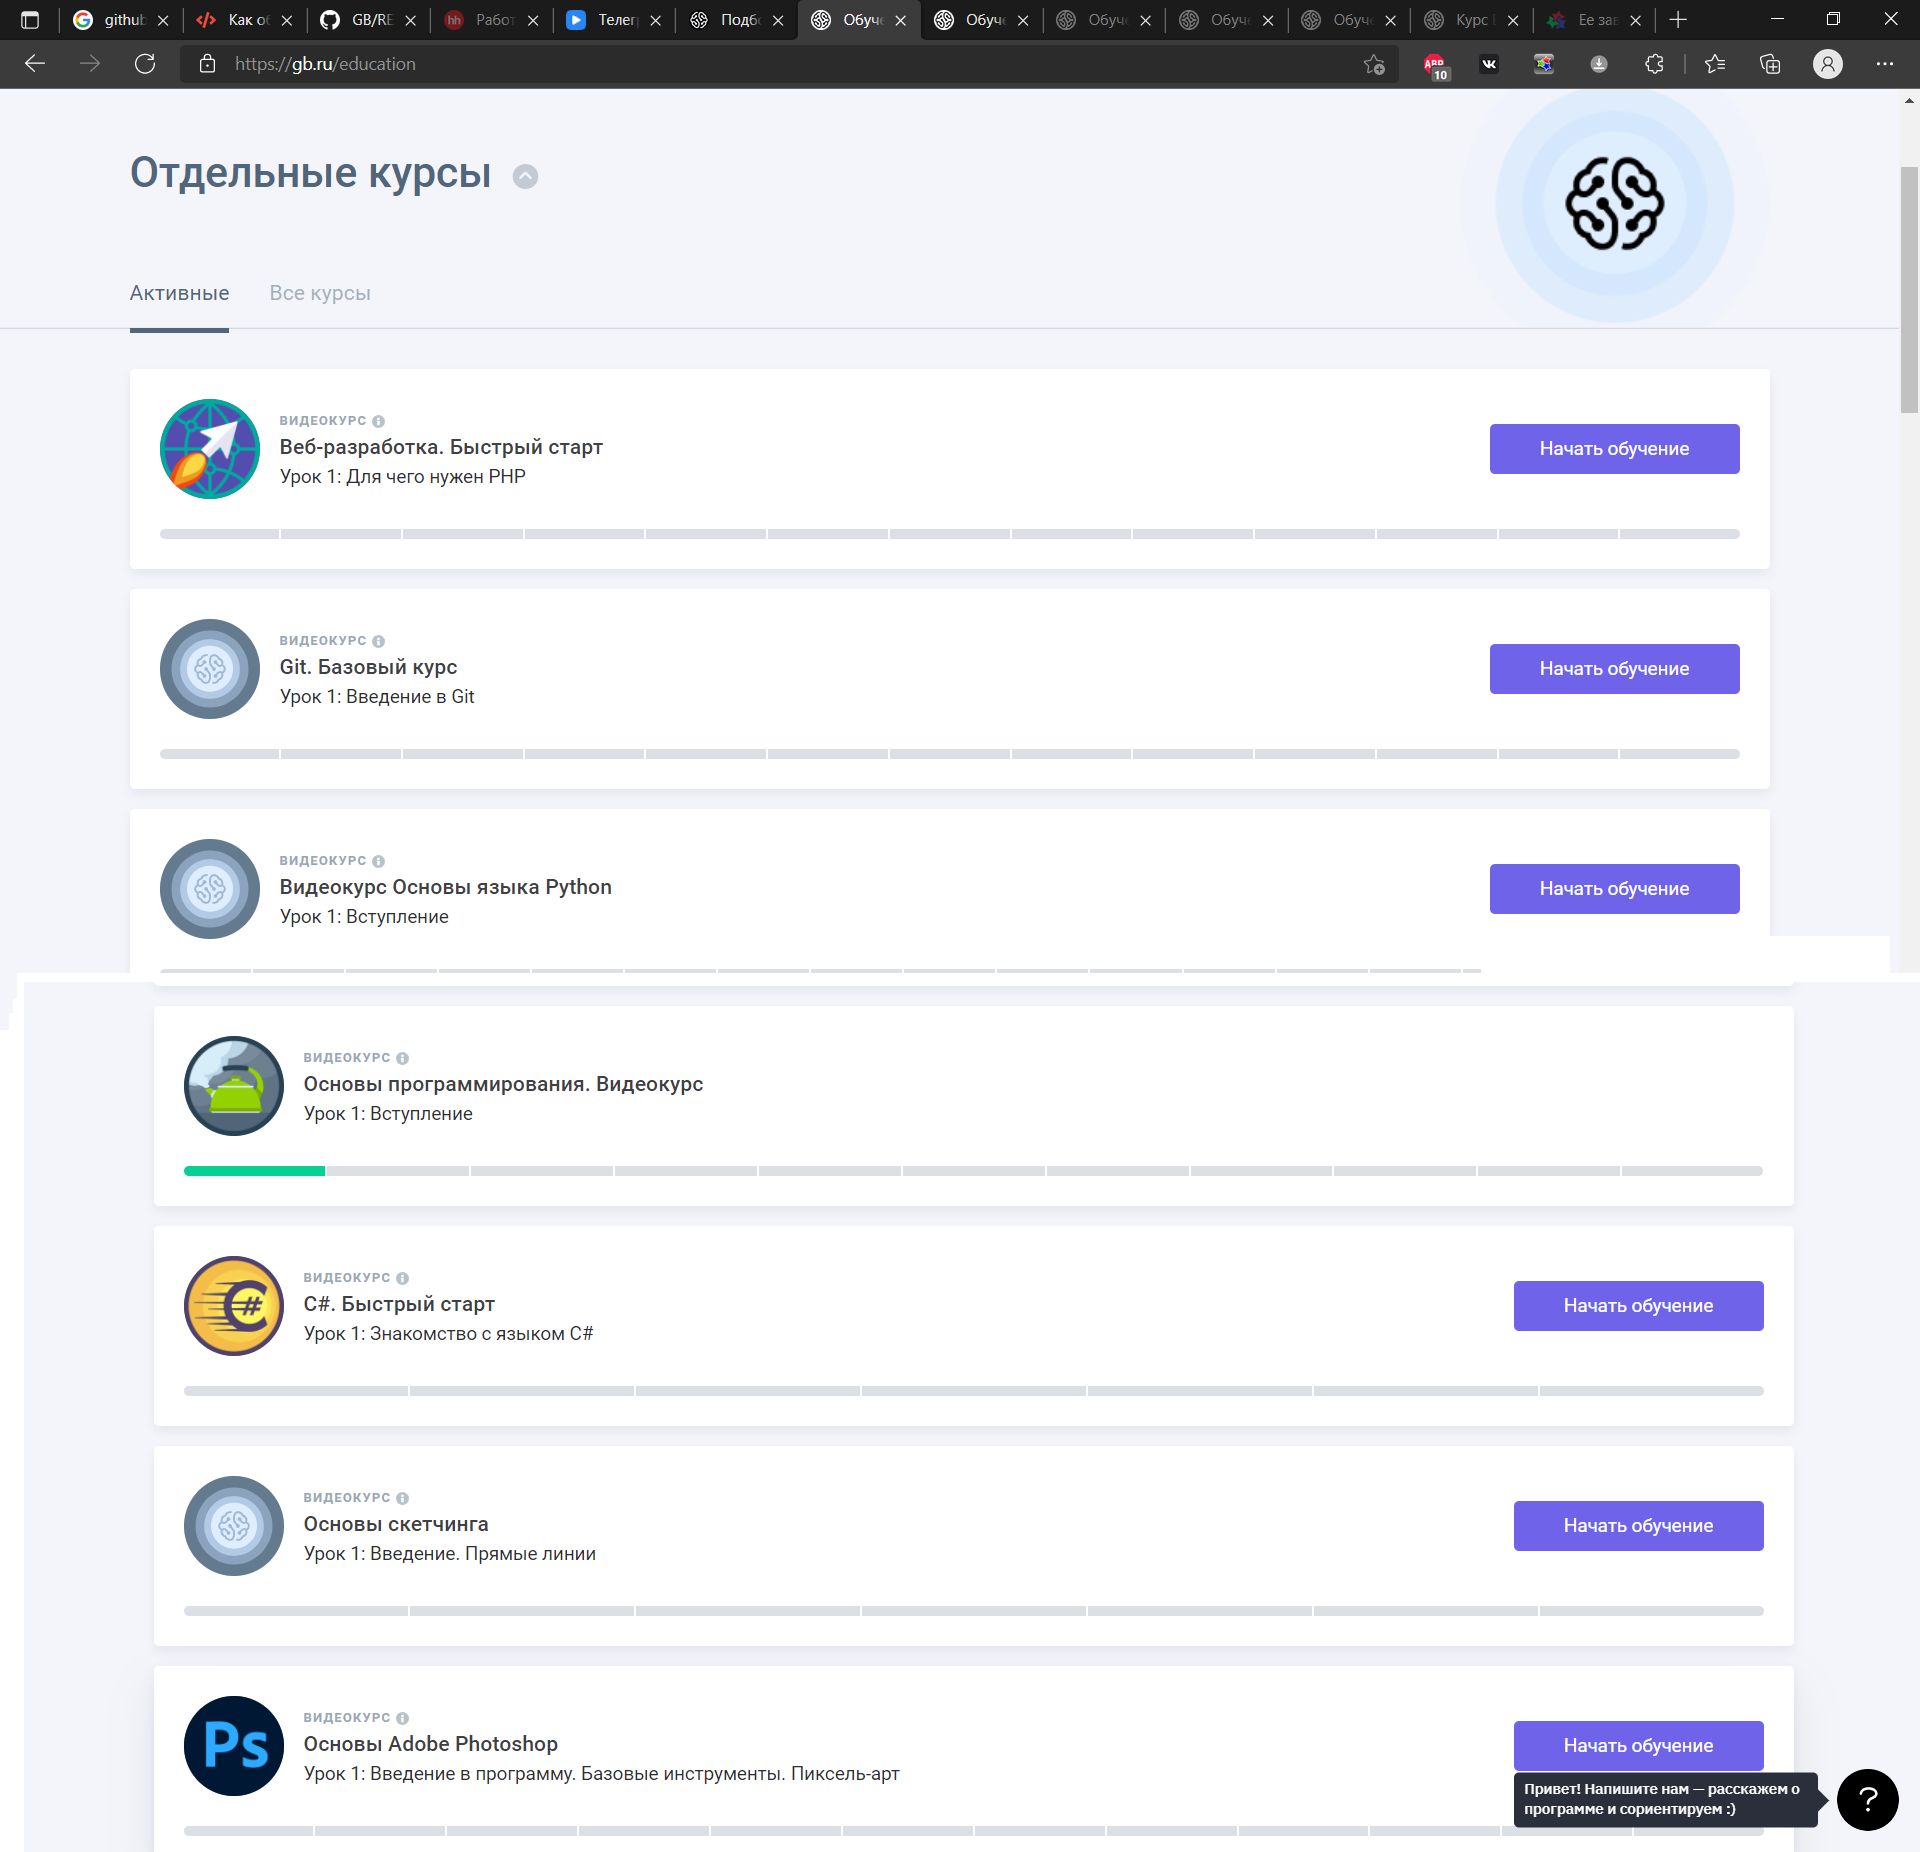 github
Как об
GB/RE
hh
Работ
Телег
Подбо
Обуче
Обуче
Обуче
Обуче
Обуче
Курс
Ее зав
https://gb.ru/education
ABP
10
Отдельные курсы
Активные
Все курсы
ВИДЕОКУРС
Веб-разработка. Быстрый старт
Урок 1: Для чего нужен PHP
Начать обучение
ВИДЕОКУРС
Git. Базовый курс
Урок 1: Введение в Git
Начать обучение
ВИДЕОКУРС
Видеокурс Основы языка Python
Урок 1: Вступление
Начать обучение
ВИДЕОКУРС
Основы программирования. Видеокурс
Урок 1: Вступление
ВИДЕОКУРС
C#. Быстрый старт
Урок 1: Знакомство с языком C#
Начать обучение
ВИДЕОКУРС
Основы скетчинга
Урок 1: Введение. Прямые линии
Начать обучение
Ps
ВИДЕОКУРС
Основы Adobe Photoshop
Урок 1: Введение в программу. Базовые инструменты. Пиксель-арт
Начать обучение
Привет! Напишите нам — расскажем о
программе и сориентируем :)
?